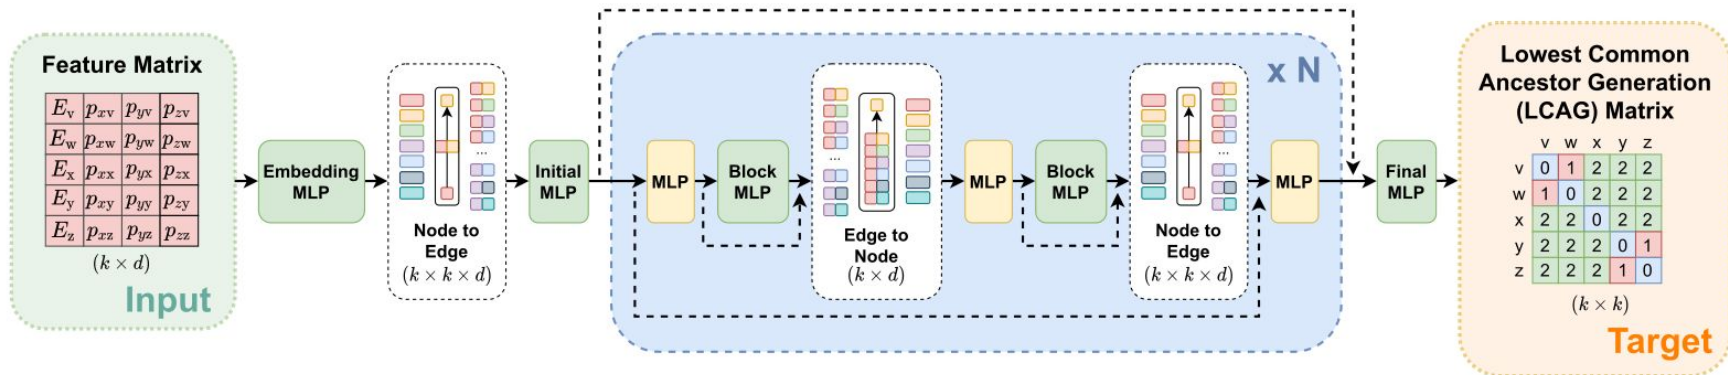 Feature Matrix
E_v p_xv p_yv p_zv
E_w p_xw p_yw p_zw
E_x p_xx p_yx p_zx
E_y p_xy p_yy p_zy
E_z p_xz p_yz p_zz
(k × d)
Input
Embedding
MLP
...
Node to
Edge
(k × k × d)
Initial
MLP
x N
MLP
Block
MLP
...
Edge to
Node
(k × d)
MLP
Block
MLP
...
Node to
Edge
(k × k × d)
MLP
Final
MLP
Lowest Common
Ancestor Generation
(LCAG) Matrix
v w x y z
v 0 1 2 2 2
w 1 0 2 2 2
x 2 2 0 2 2
y 2 2 2 0 1
z 2 2 2 1 0
(k × k)
Target